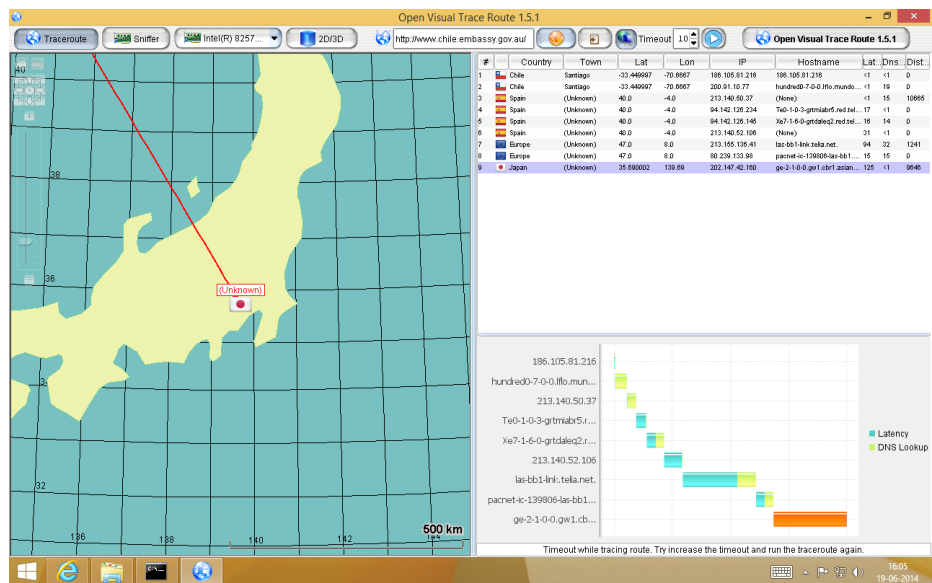 Open Visual Trace Route 1.5.1
Traceroute Sniffer Intel(R) 8257... 2D/3D http://www.chile.embassy.gov.au/ Timeout 10 Open Visual Trace Route 1.5.1
# Country Town Lat Lon IP Hostname Lat... Dns... Dist...
1 Chile Santiago -33.449997 -70.6667 186.105.81.216 186.105.81.216 <1 <1 0
2 Chile Santiago -33.449997 -70.6667 200.91.10.77 hundred0-7-0-0.lflo.mundo... <1 19 0
3 Spain (Unknown) 40.0 -4.0 213.140.50.37 (None) <1 15 10665
4 Spain (Unknown) 40.0 -4.0 94.142.126.234 Te0-1-0-3-grtmiabr5.red.tel... 17 <1 0
5 Spain (Unknown) 40.0 -4.0 94.142.126.146 Xe7-1-6-0-grtdaleq2.red.tel... 16 14 0
6 Spain (Unknown) 40.0 -4.0 213.140.52.106 (None) 31 <1 0
7 Europe (Unknown) 47.0 8.0 213.155.136.41 las-bb1-link.telia.net. 94 32 1241
8 Europe (Unknown) 47.0 8.0 80.239.133.98 pacnet-ic-139806-las-bb1.... 15 15 0
9 Japan (Unknown) 35.690002 139.69 202.147.42.160 ge-2-1-0-0.gw1.cbr1.asian... 125 <1 9646
40
38
36
(Unknown)
32
500 km
136 138 140 142 144
186.105.81.216
hundred0-7-0-0.lflo.mun...
213.140.50.37
Te0-1-0-3-grtmiabr5.r...
Xe7-1-6-0-grtdaleq2.r...
213.140.52.106
las-bb1-link.telia.net.
pacnet-ic-139806-las-bb1...
ge-2-1-0-0.gw1.cb...
Latency
DNS Lookup
Timeout while tracing route. Try increase the timeout and run the traceroute again.
16:05
19-06-2014